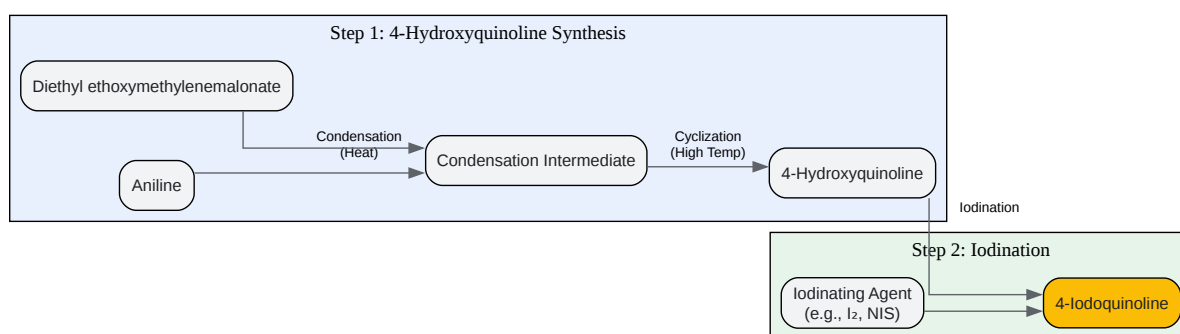 Step 1: 4-Hydroxyquinoline Synthesis
Diethyl ethoxymethylenemalonate
Condensation
(Heat)
Aniline
Condensation Intermediate
Cyclization
(High Temp)
4-Hydroxyquinoline
Iodination
Step 2: Iodination
Iodinating Agent
(e.g., I₂, NIS)
4-Iodoquinoline